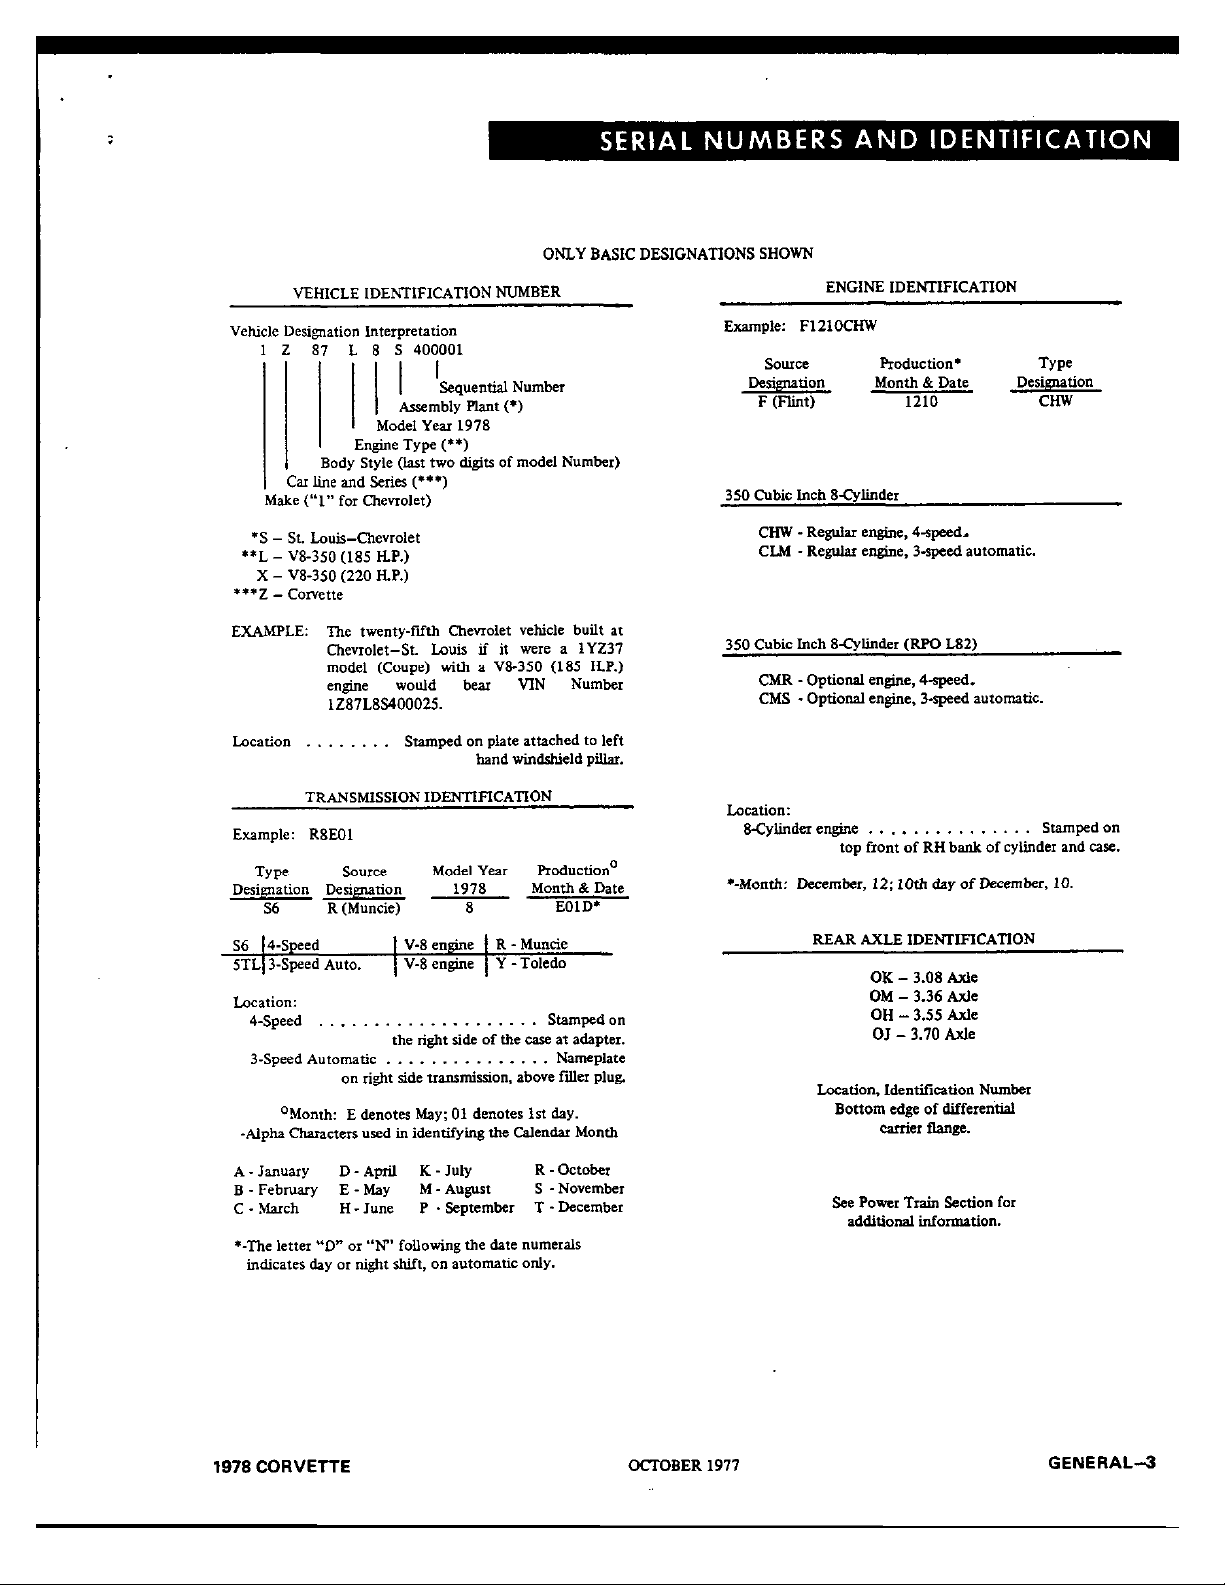 SERIAL NUMBERS AND IDENTIFICATION
ONLY BASIC DESIGNATIONS SHOWN
VEHICLE IDENTIFICATION NUMBER
Vehicle Designation Interpretation
1 Z 87 L 8 S 400001
Sequential Number
Assembly Plant (*)
Model Year 1978
Engine Type (**)
Body Style (last two digits of model Number)
Car line and Series (***)
Make ("1" for Chevrolet)
*S – St. Louis–Chevrolet
**L – V8-350 (185 H.P.)
X – V8-350 (220 H.P.)
***Z – Corvette
EXAMPLE: The twenty-fifth Chevrolet vehicle built at
Chevrolet–St. Louis if it were a 1YZ37
model (Coupe) with a V8-350 (185 H.P.)
engine would bear VIN Number
1Z87L8S400025.
Location . . . . . . . . Stamped on plate attached to left
hand windshield pillar.
TRANSMISSION IDENTIFICATION
Example: R8E01
Type Source Model Year Production°
Designation Designation 1978 Month & Date
S6 R (Muncie) 8 E01D*
S6 4-Speed V-8 engine R - Muncie
5TL 3-Speed Auto. V-8 engine Y - Toledo
Location:
4-Speed . . . . . . . . . . . . . . . . . . . . Stamped on
the right side of the case at adapter.
3-Speed Automatic . . . . . . . . . . . . . . . Nameplate
on right side transmission, above filler plug.
°Month: E denotes May; 01 denotes 1st day.
-Alpha Characters used in identifying the Calendar Month
A - January D - April K - July R - October
B - February E - May M - August S - November
C - March H - June P - September T - December
*-The letter "D" or "N" following the date numerals
indicates day or night shift, on automatic only.
ENGINE IDENTIFICATION
Example: F1210CHW
Source Production* Type
Designation Month & Date Designation
F (Flint) 1210 CHW
350 Cubic Inch 8-Cylinder
CHW - Regular engine, 4-speed.
CLM - Regular engine, 3-speed automatic.
350 Cubic Inch 8-Cylinder (RPO L82)
CMR - Optional engine, 4-speed.
CMS - Optional engine, 3-speed automatic.
Location:
8-Cylinder engine . . . . . . . . . . . . . . . Stamped on
top front of RH bank of cylinder and case.
*-Month: December, 12; 10th day of December, 10.
REAR AXLE IDENTIFICATION
OK – 3.08 Axle
OM – 3.36 Axle
OH – 3.55 Axle
OJ – 3.70 Axle
Location, Identification Number
Bottom edge of differential
carrier flange.
See Power Train Section for
additional information.
1978 CORVETTE OCTOBER 1977 GENERAL–3